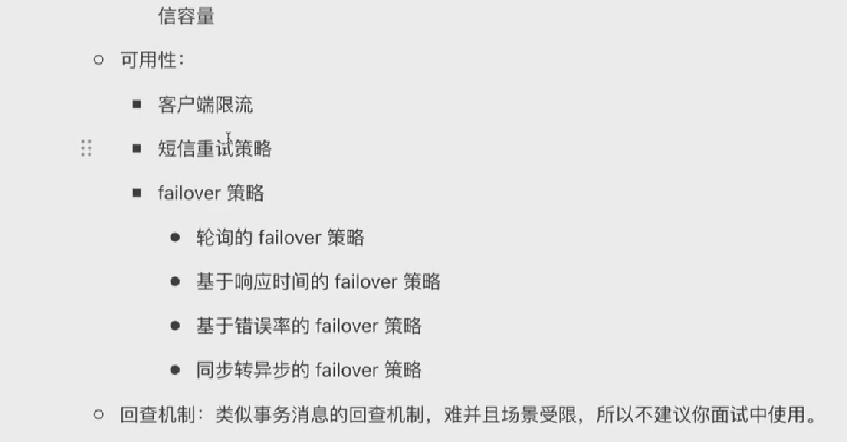 信容量
可用性：
客户端限流
短信重试策略
failover 策略
轮询的 failover 策略
基于响应时间的 failover 策略
基于错误率的 failover 策略
同步转异步的 failover 策略
回查机制：类似事务消息的回查机制，难并且场景受限，所以不建议你面试中使用。